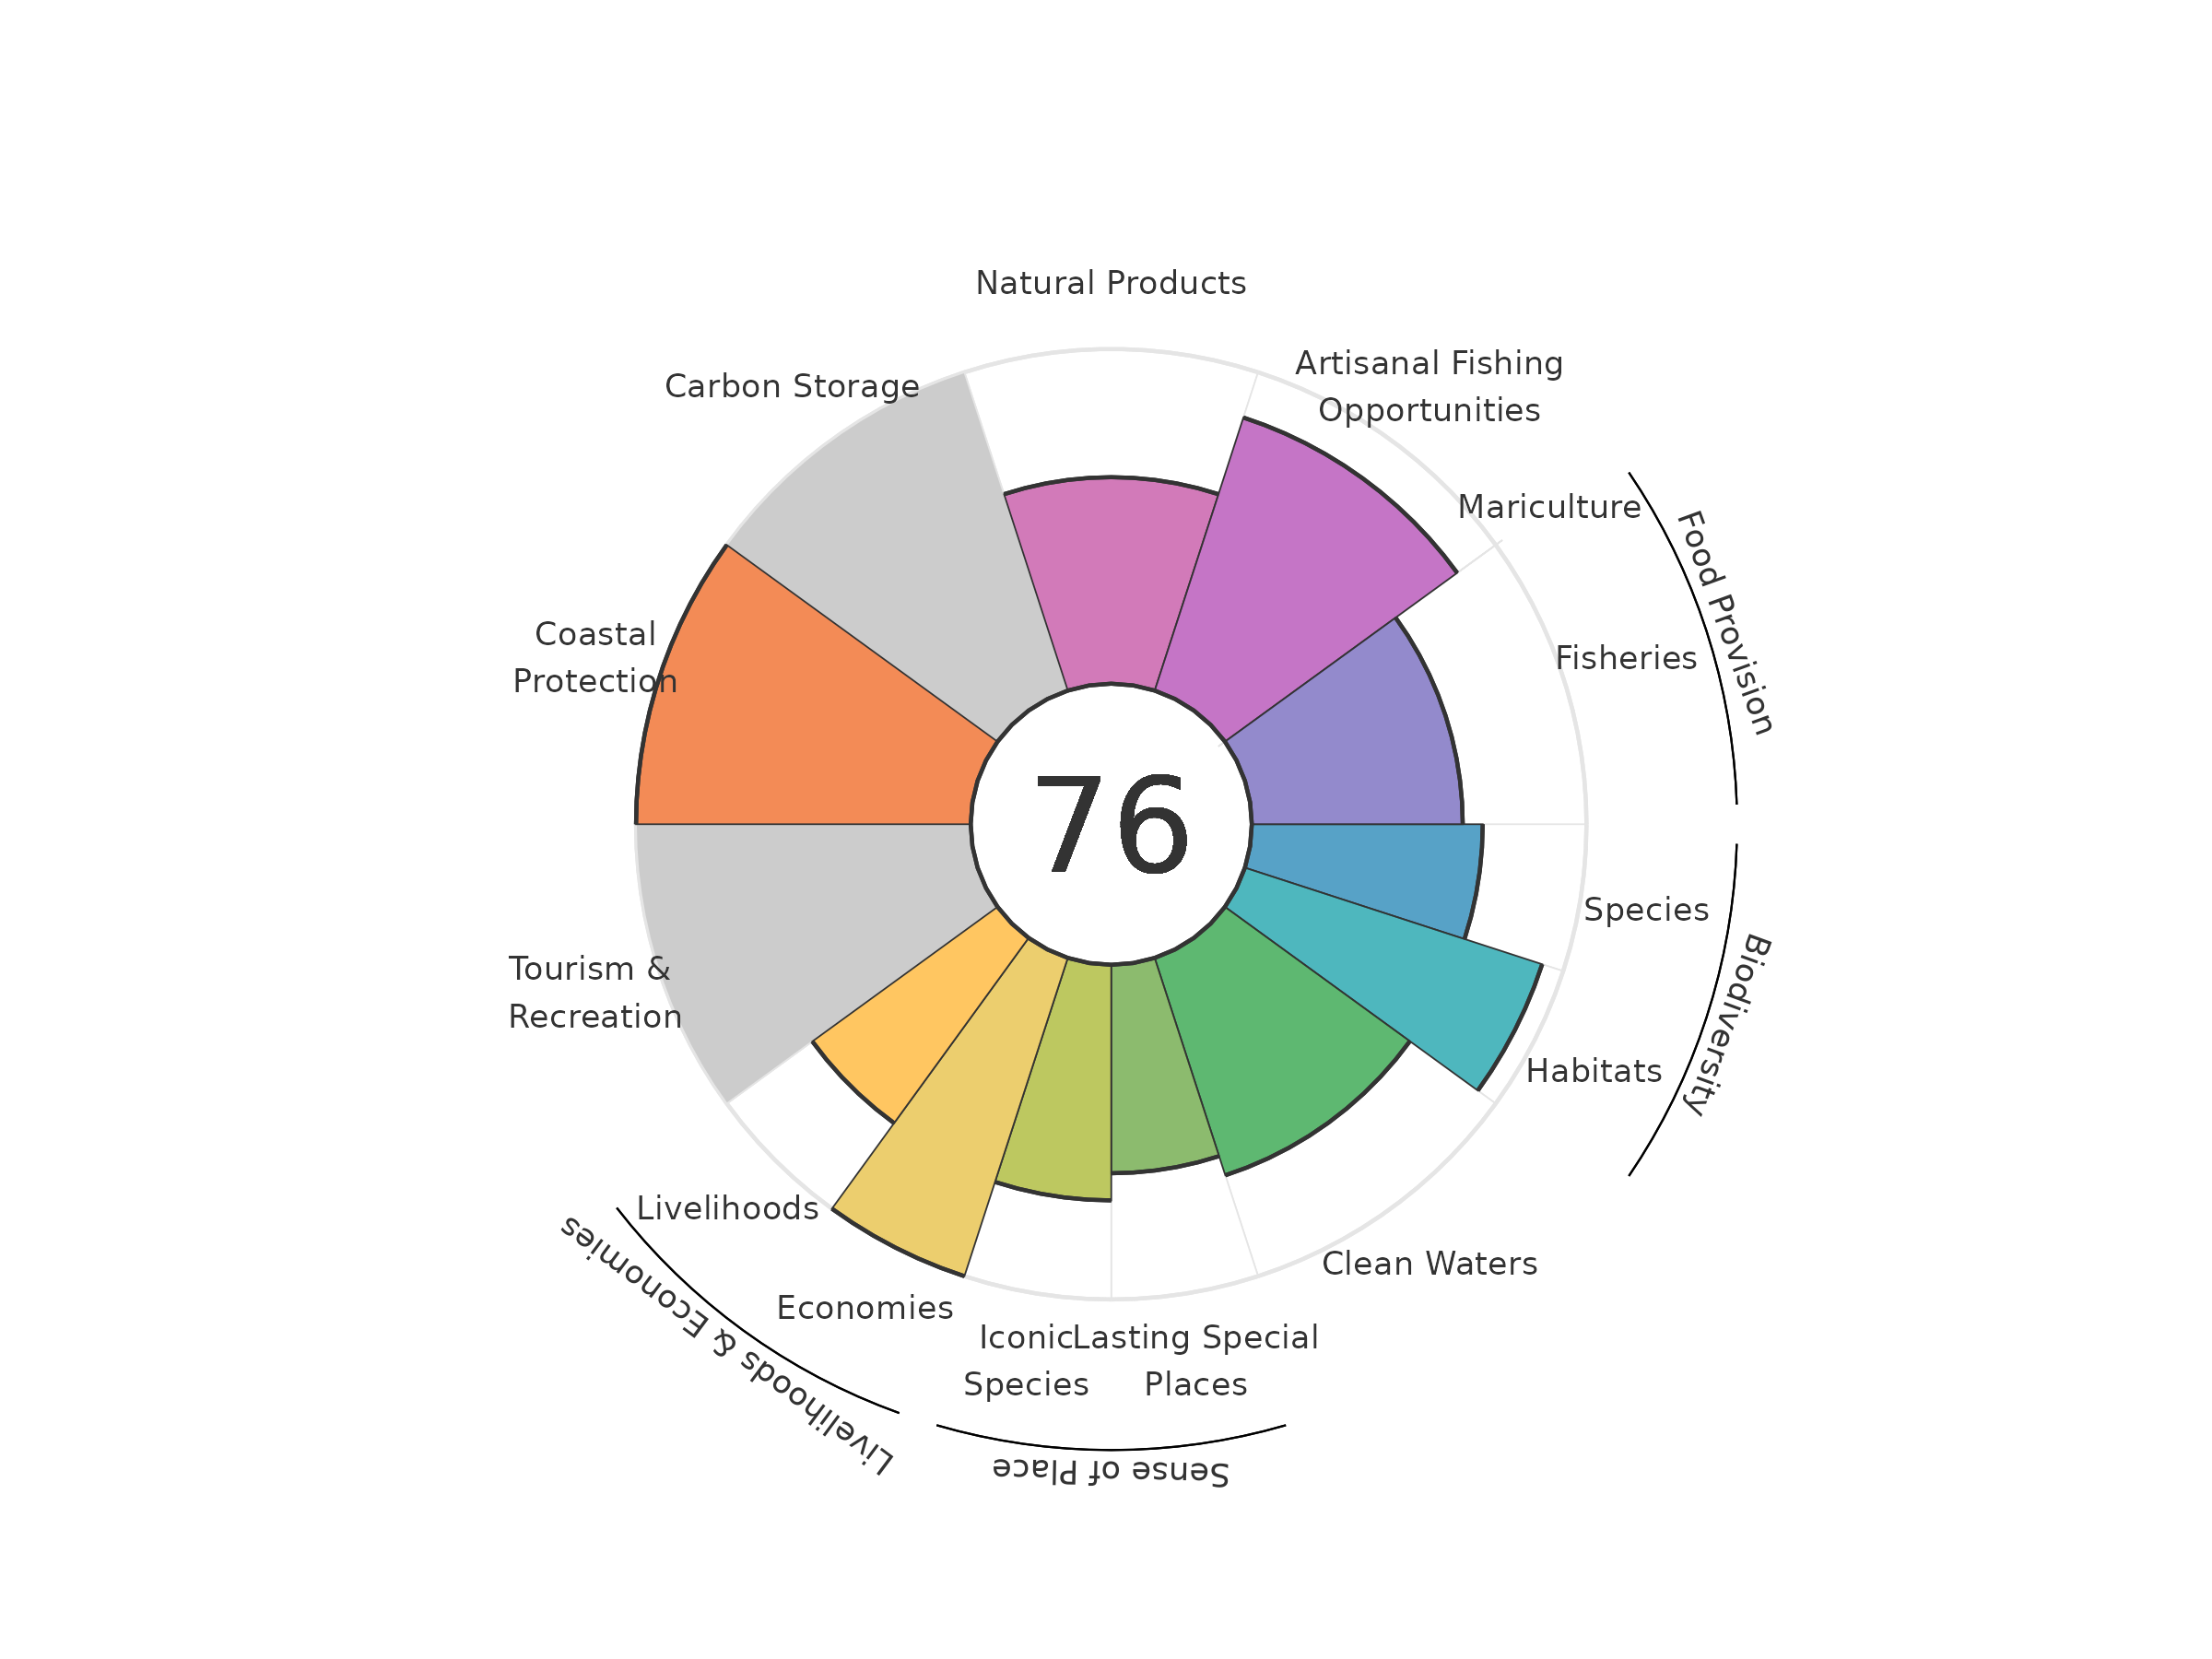 Natural Products
Artisanal Fishing
Opportunities
Carbon Storage
Mariculture
Food Provision
Coastal
Protection
Fisheries
76
Species
Biodiversity
Tourism &
Recreation
Habitats
Livelihoods
Clean Waters
Economies
Livelihoods & Economies
Iconic
Species
Lasting Special
Places
Sense of Place